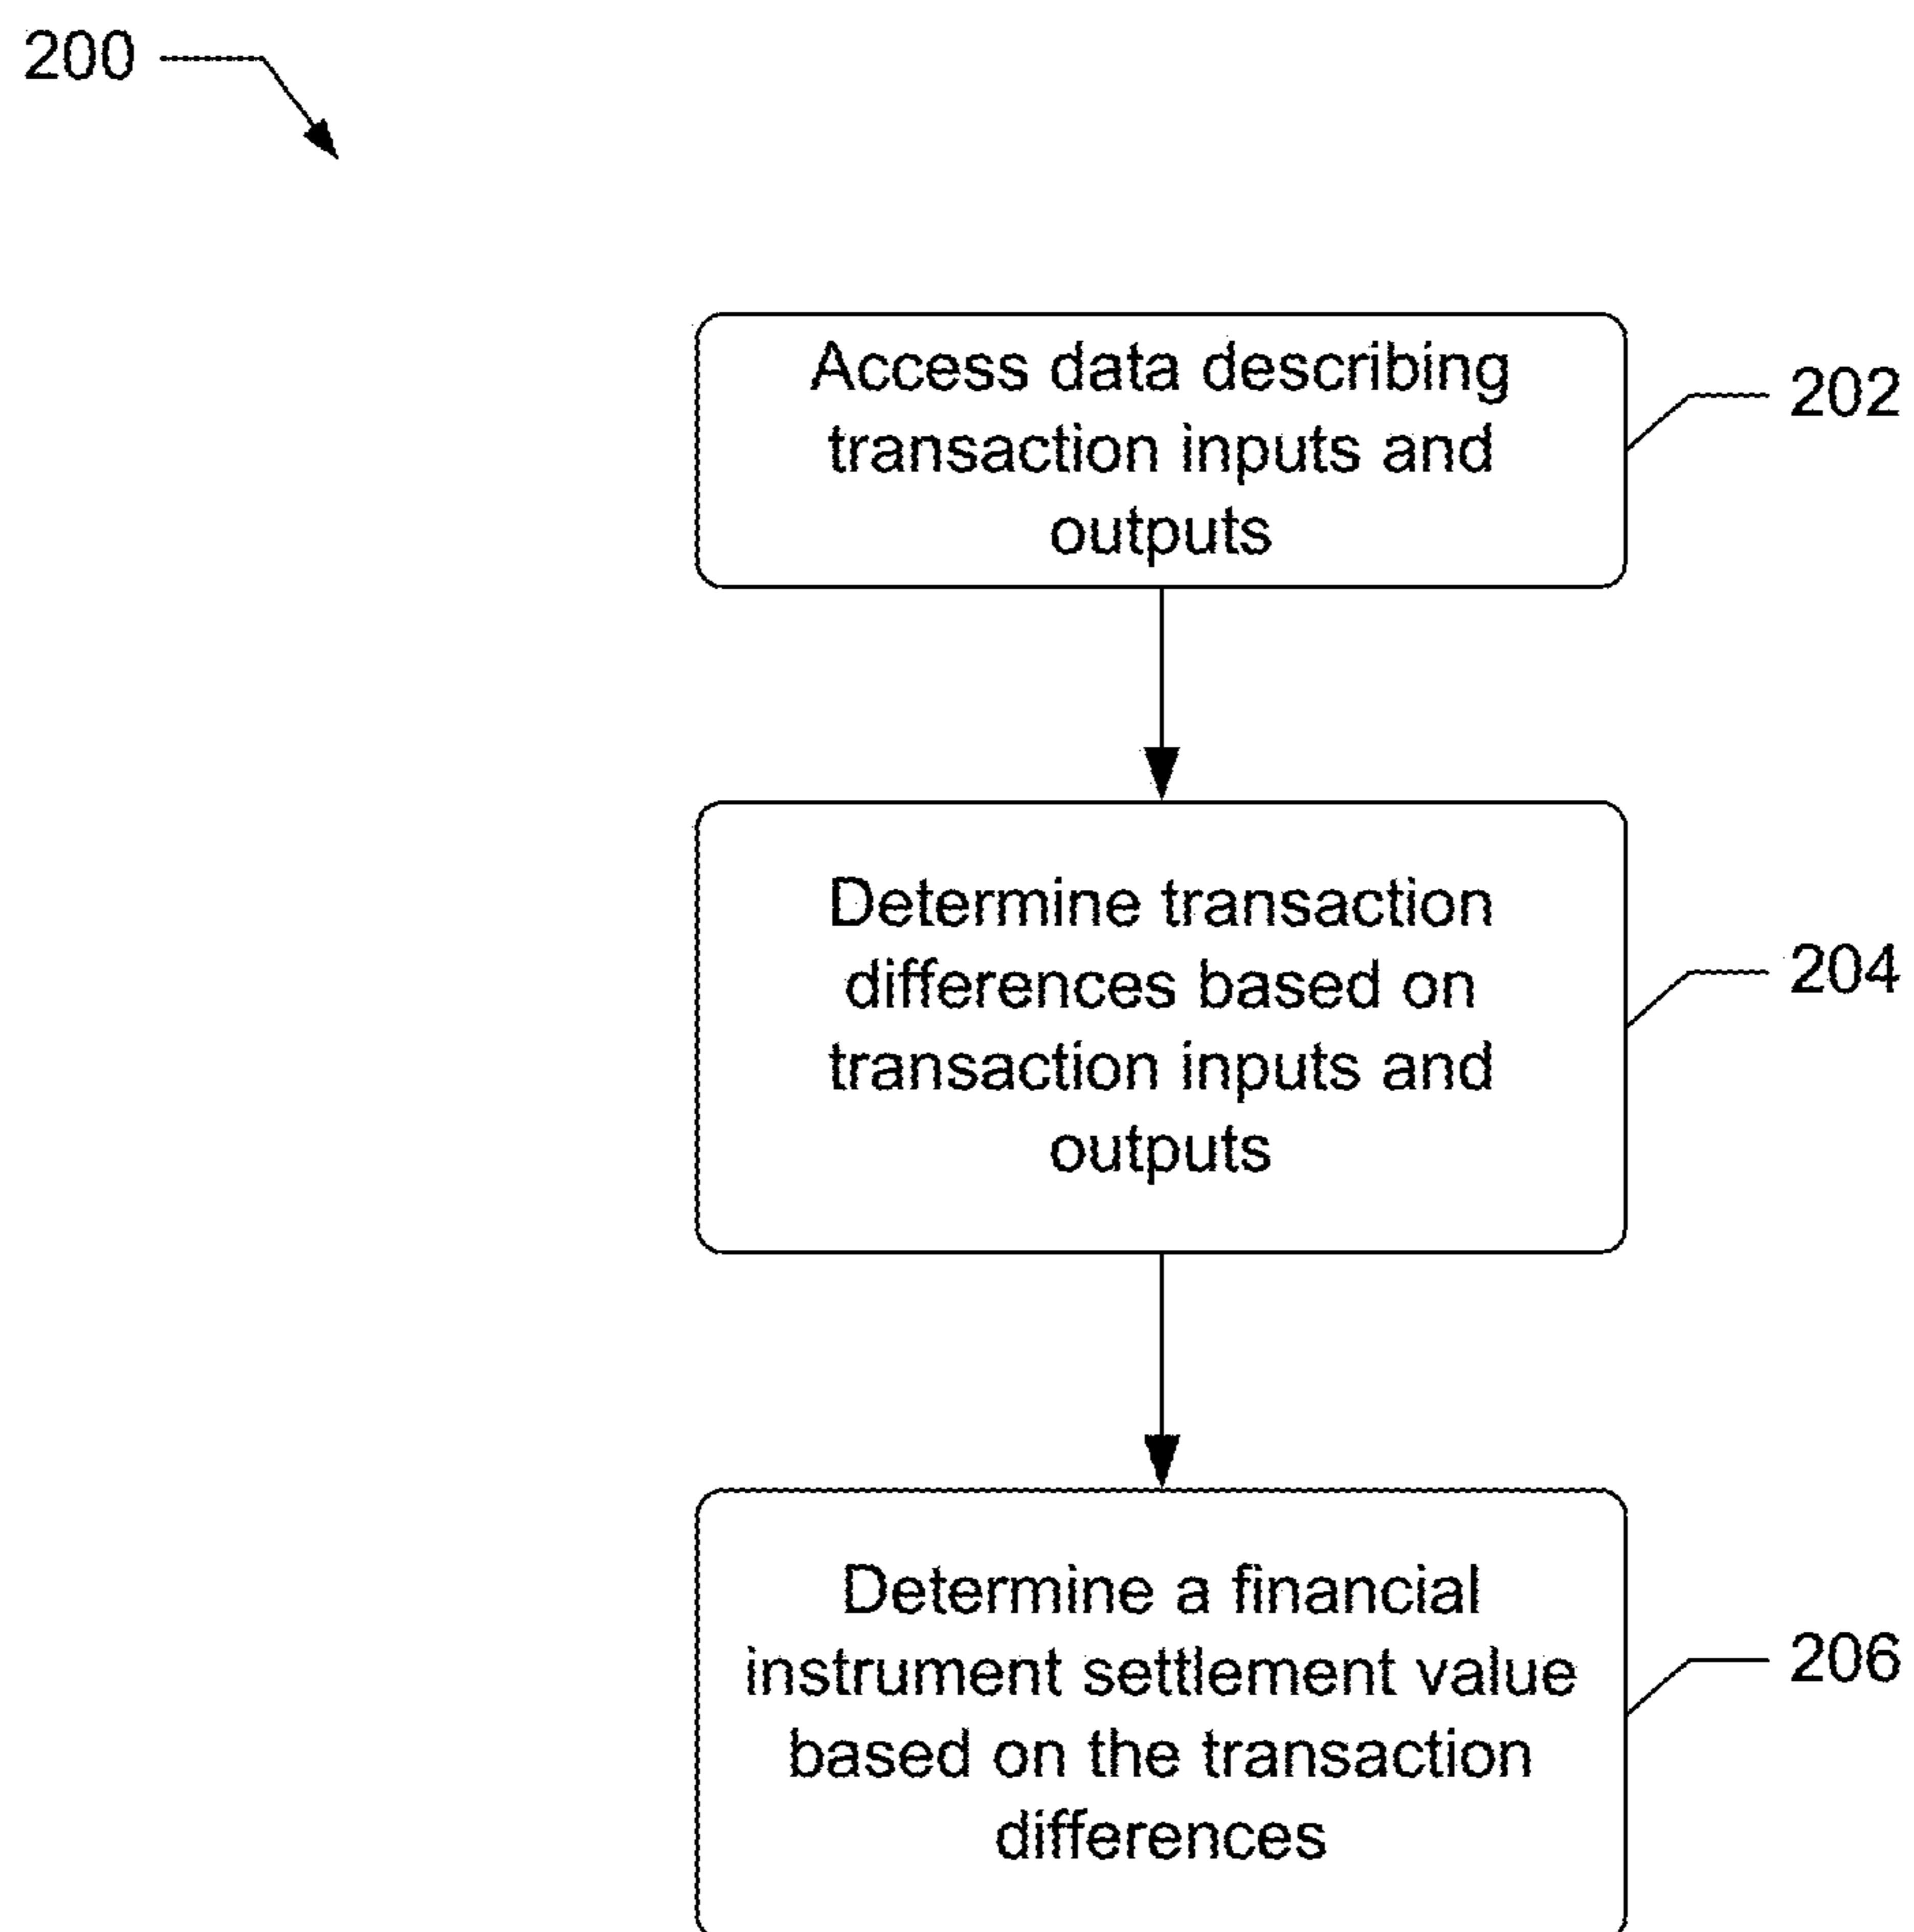 200
Access data describing
transaction inputs and
outputs
202
Determine transaction
differences based on
transaction inputs and
outputs
204
Determine a financial
instrument settlement value
based on the transaction
differences
206